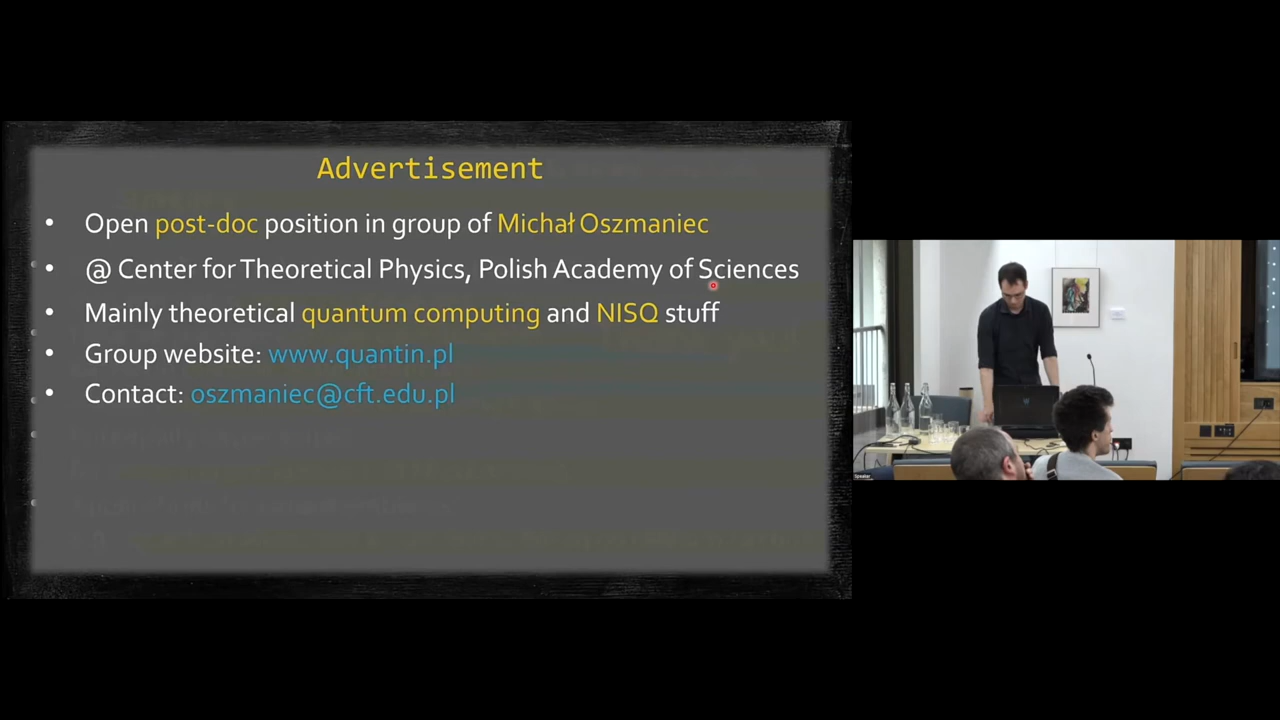 Advertisement
• Open post-doc position in group of Michał Oszmaniec
• @ Center for Theoretical Physics, Polish Academy of Sciences
• Mainly theoretical quantum computing and NISQ stuff
• Group website: www.quantin.pl
• Contact: oszmaniec@cft.edu.pl
Speaker